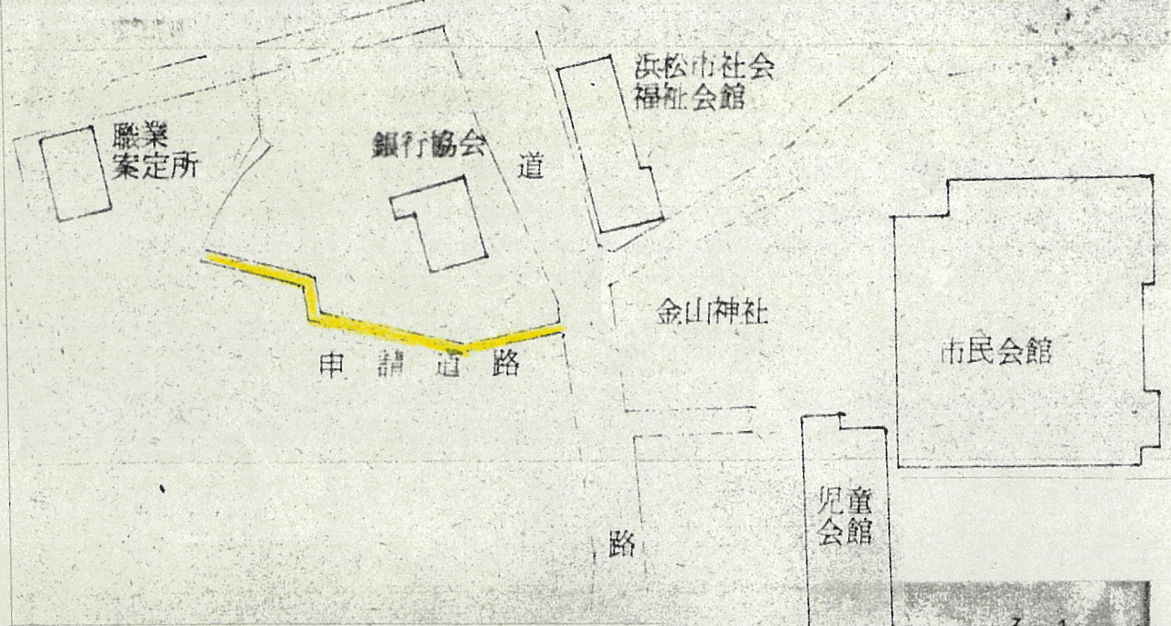 浜松市社会
福祉会館
職業
案定所
銀行協会
道
金山神社
市民会館
申請道路
児童
会館
路